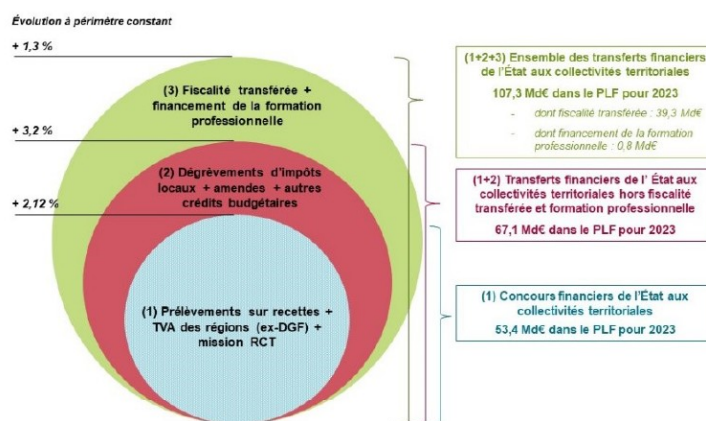 Évolution à périmètre constant
+ 1,3 %
(3) Fiscalité transférée +
financement de la formation
professionnelle
+ 3,2 %
(2) Dégrèvements d'impôts
locaux + amendes + autres
crédits budgétaires
+ 2,12 %
(1) Prélèvements sur recettes +
TVA des régions (ex-DGF) +
mission RCT
(1+2+3) Ensemble des transferts financiers
de l'État aux collectivités territoriales
107,3 Md€ dans le PLF pour 2023
- dont fiscalité transférée : 39,3 Md€
- dont financement de la formation
professionnelle : 0,8 Md€
(1+2) Transferts financiers de l' État aux
collectivités territoriales hors fiscalité
transférée et formation professionnelle
67,1 Md€ dans le PLF pour 2023
(1) Concours financiers de l'État aux
collectivités territoriales
53,4 Md€ dans le PLF pour 2023